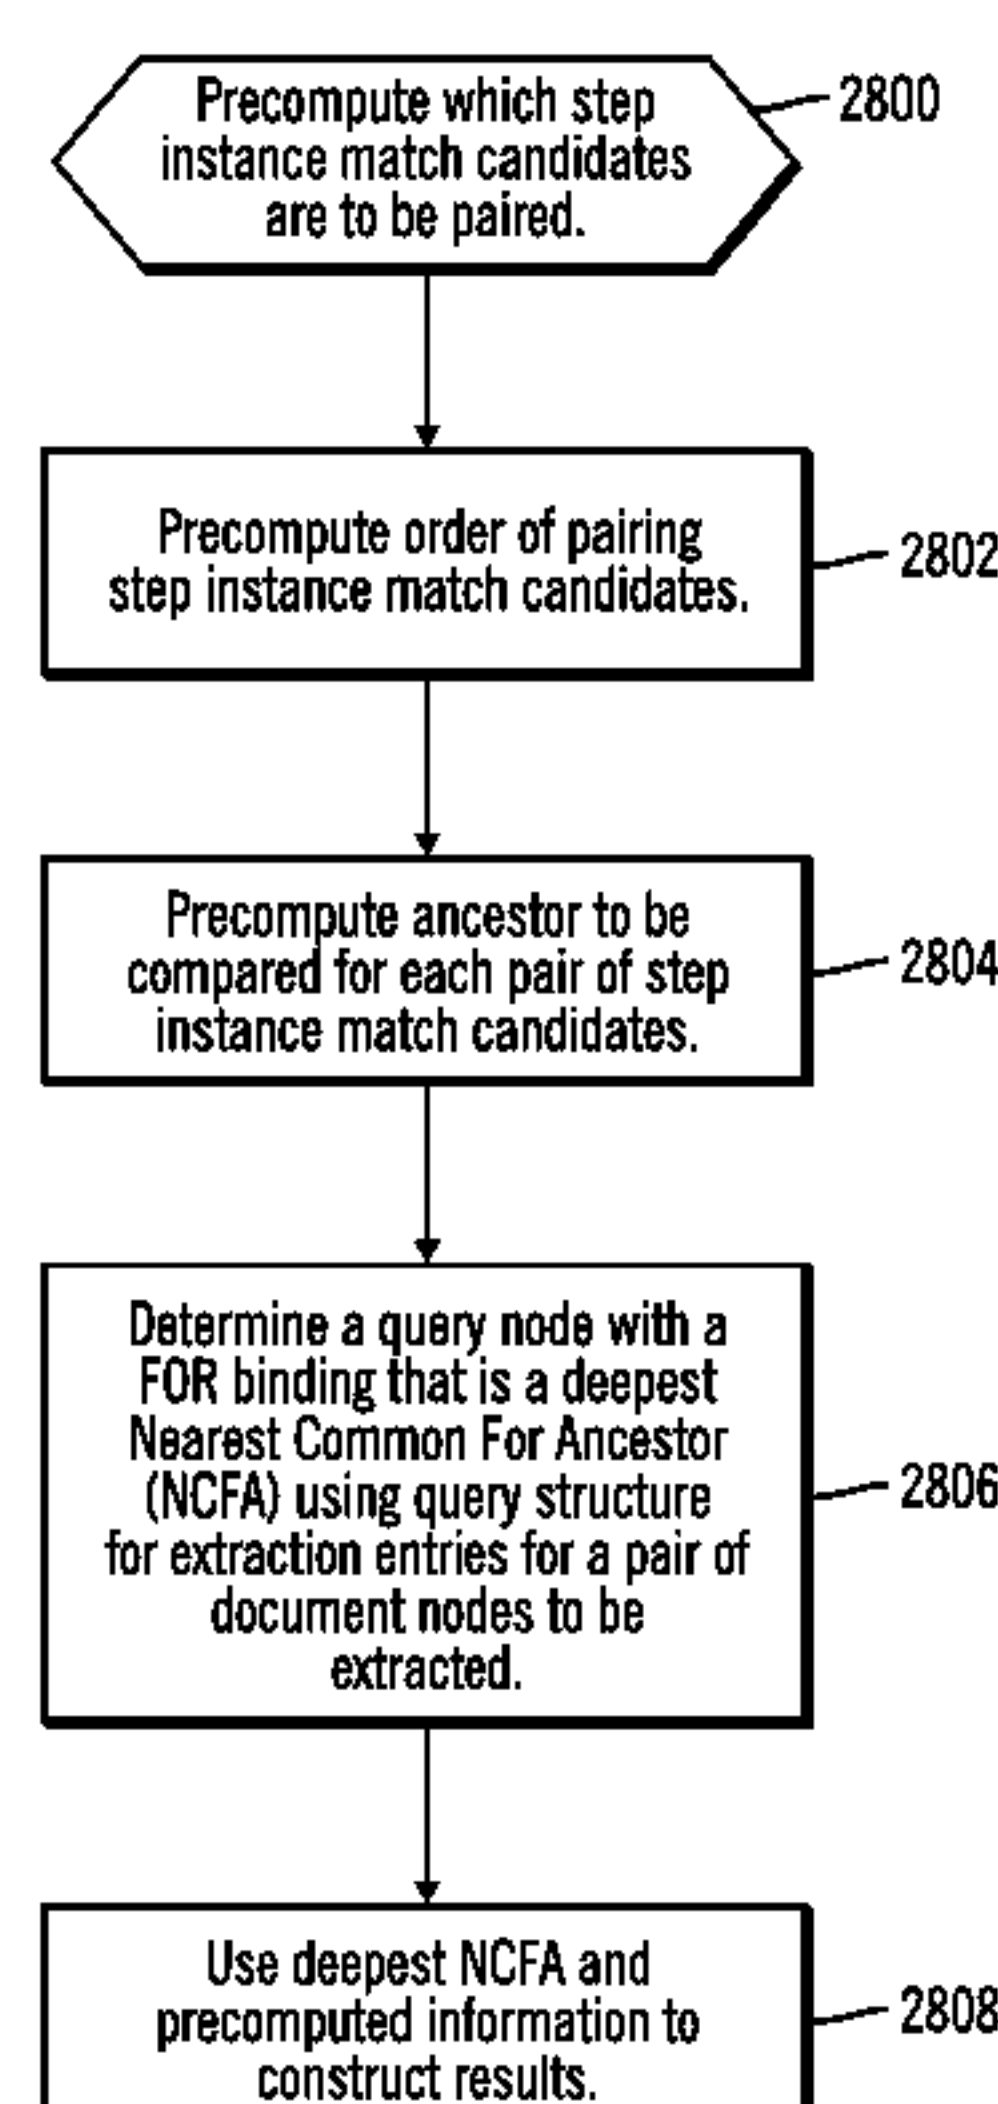 Precompute which step
instance match candidates
are to be paired.
2800
Precompute order of pairing
step instance match candidates.
2802
Precompute ancestor to be
compared for each pair of step
instance match candidates.
2804
Determine a query node with a
FOR binding that is a deepest
Nearest Common For Ancestor
(NCFA) using query structure
for extraction entries for a pair of
document nodes to be
extracted.
2806
Use deepest NCFA and
precomputed information to
construct results.
2808